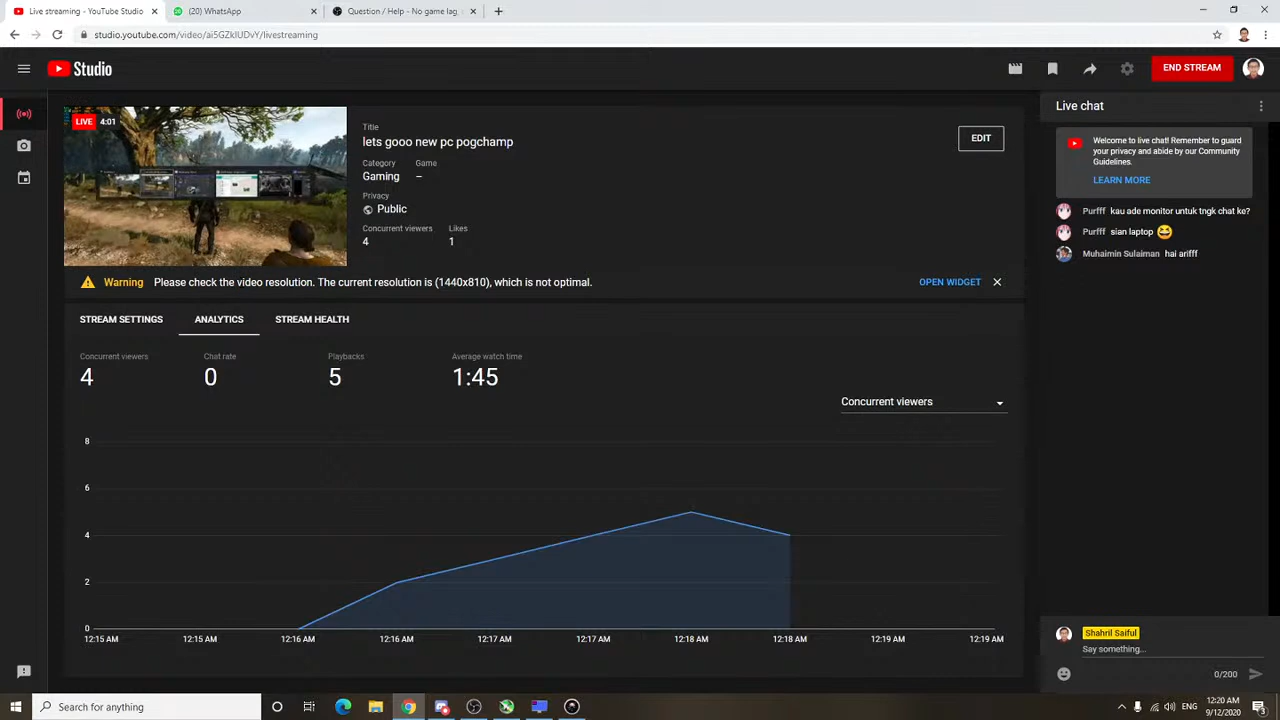 Live streaming - YouTube Studio
(20) WhatsApp
Question / Help - No game lag,
studio.youtube.com/video/ai5GZklUDvY/livestreaming
Studio
END STREAM
LIVE 4:01
Title
lets gooo new pc pogchamp
EDIT
Category Game
Gaming –
Privacy
Public
Concurrent viewers Likes
4 1
Warning Please check the video resolution. The current resolution is (1440x810), which is not optimal.
OPEN WIDGET
STREAM SETTINGS ANALYTICS STREAM HEALTH
Concurrent viewers Chat rate Playbacks Average watch time
4 0 5 1:45
Concurrent viewers
8
6
4
2
0
12:15 AM 12:15 AM 12:16 AM 12:16 AM 12:17 AM 12:17 AM 12:18 AM 12:18 AM 12:19 AM 12:19 AM
Live chat
Welcome to live chat! Remember to guard
your privacy and abide by our Community
Guidelines.
LEARN MORE
Purfff kau ade monitor untuk tngk chat ke?
Purfff sian laptop 😆
Muhaimin Sulaiman hai arifff
Shahril Saiful
Say something...
0/200
Search for anything
ENG
12:20 AM
9/12/2020
3